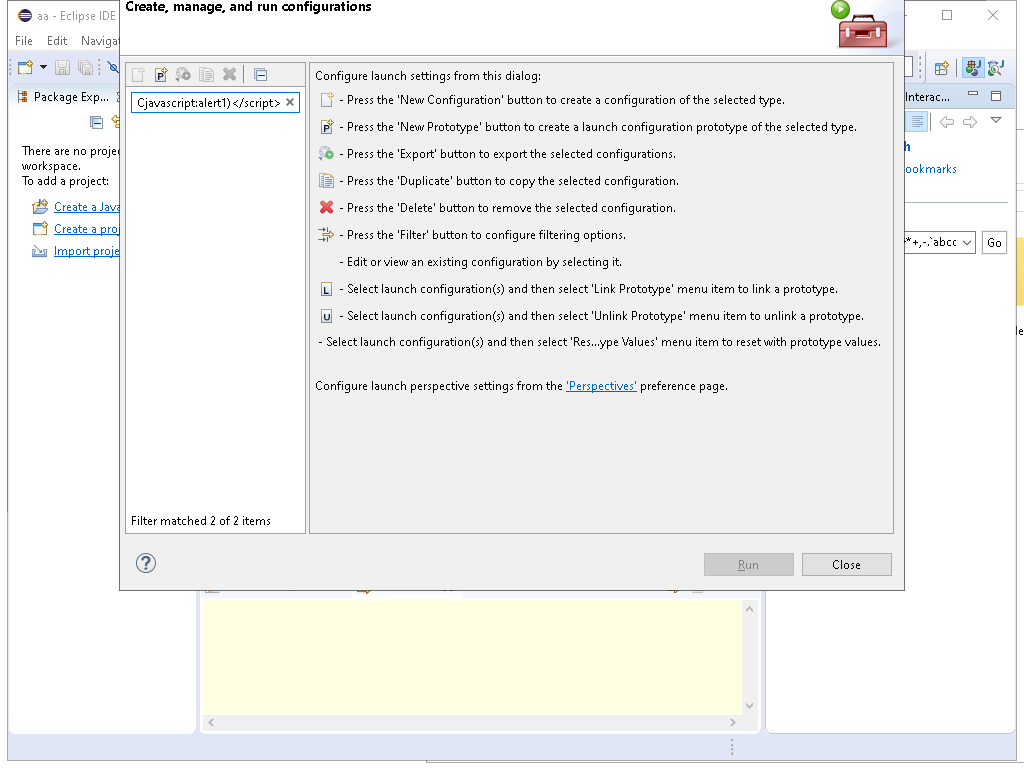 Create, manage, and run configurations
aa - Eclipse IDE
File Edit Navigat
Package Exp...
There are no projec
workspace.
To add a project:
Create a Java
Create a proj
Import proje
Cjavascript:alert1)</script>
Filter matched 2 of 2 items
Configure launch settings from this dialog:
- Press the 'New Configuration' button to create a configuration of the selected type.
- Press the 'New Prototype' button to create a launch configuration prototype of the selected type.
- Press the 'Export' button to export the selected configurations.
- Press the 'Duplicate' button to copy the selected configuration.
- Press the 'Delete' button to remove the selected configuration.
- Press the 'Filter' button to configure filtering options.
- Edit or view an existing configuration by selecting it.
L - Select launch configuration(s) and then select 'Link Prototype' menu item to link a prototype.
U - Select launch configuration(s) and then select 'Unlink Prototype' menu item to unlink a prototype.
- Select launch configuration(s) and then select 'Res...ype Values' menu item to reset with prototype values.
Configure launch perspective settings from the 'Perspectives' preference page.
Run Close
Interac...
h
ookmarks
*+,-.`abcc
Go